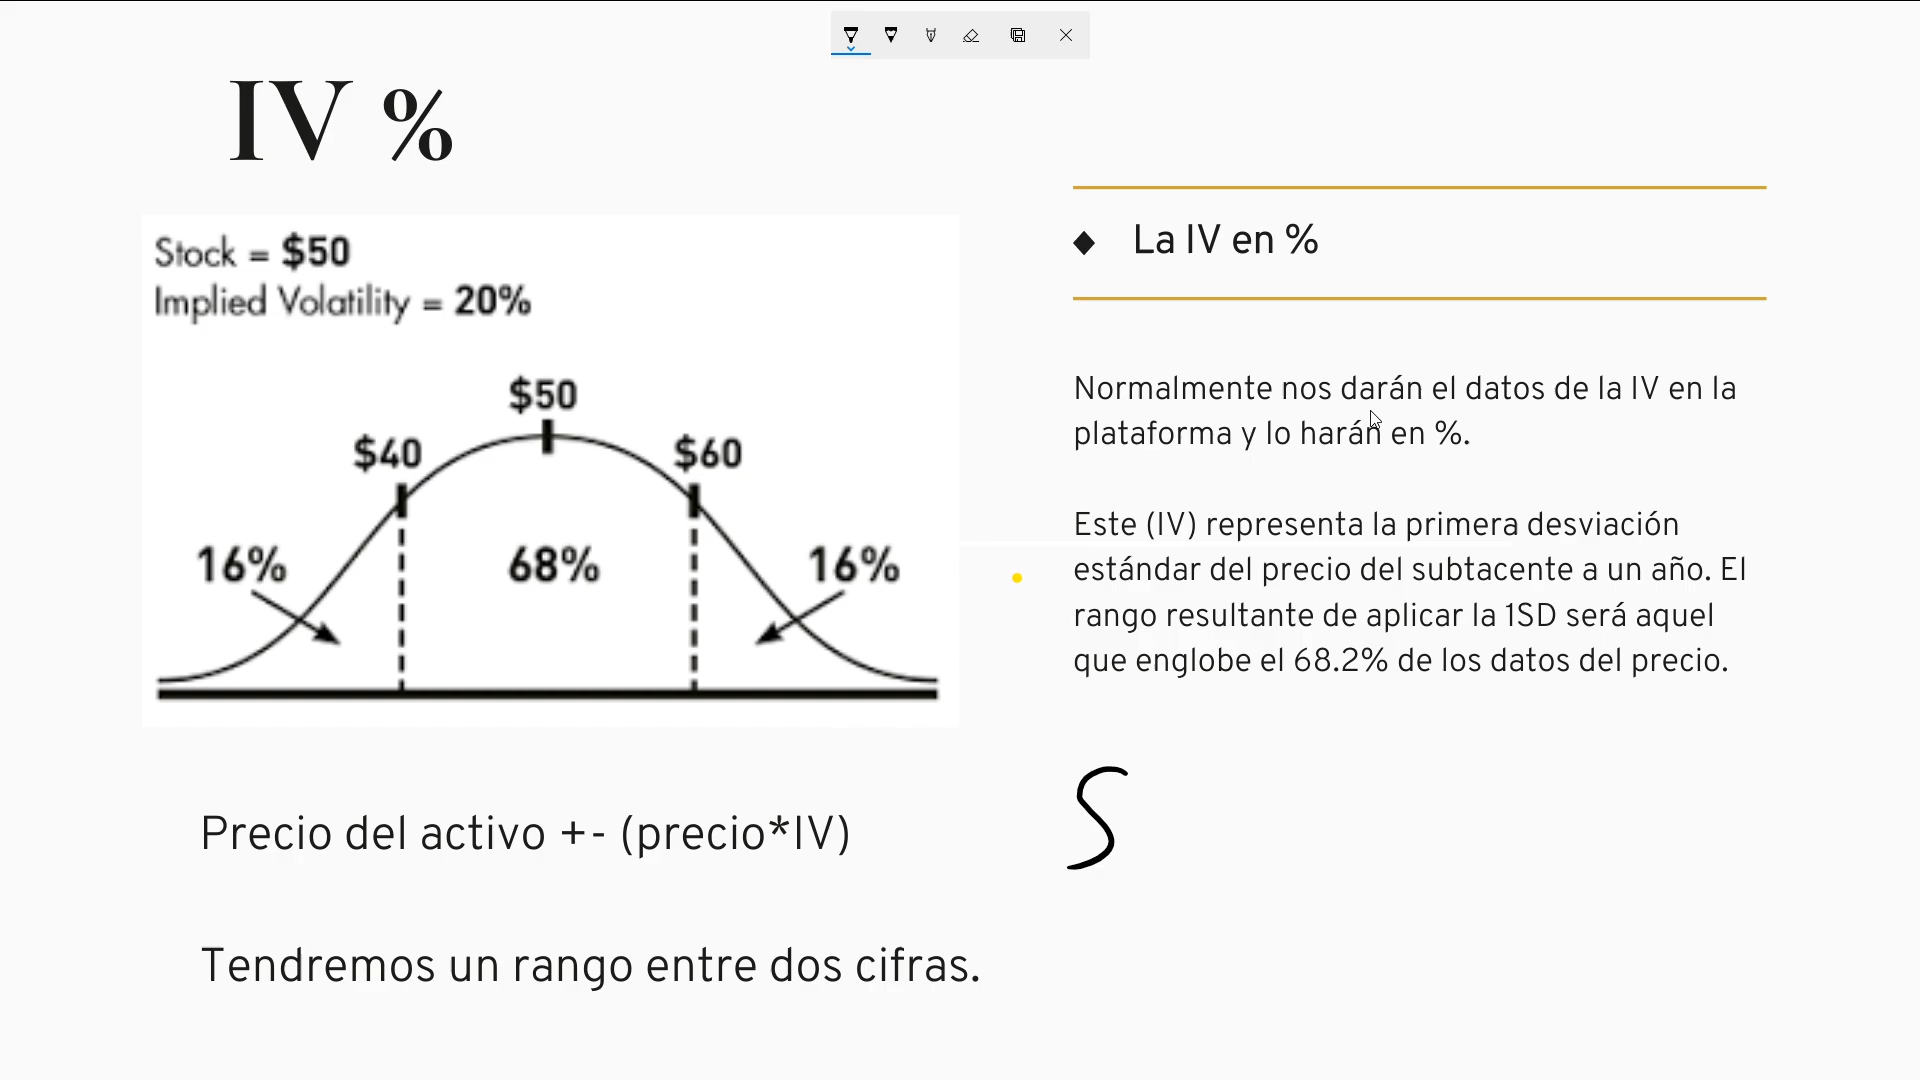 IV %
Stock = $50
Implied Volatility = 20%
$50
$40
$60
16%
68%
16%
Precio del activo +- (precio*IV)
Tendremos un rango entre dos cifras.
La IV en %
Normalmente nos darán el datos de la IV en la
plataforma y lo harán en %.
Este (IV) representa la primera desviación
estándar del precio del subtacente a un año. El
rango resultante de aplicar la 1SD será aquel
que englobe el 68.2% de los datos del precio.
S